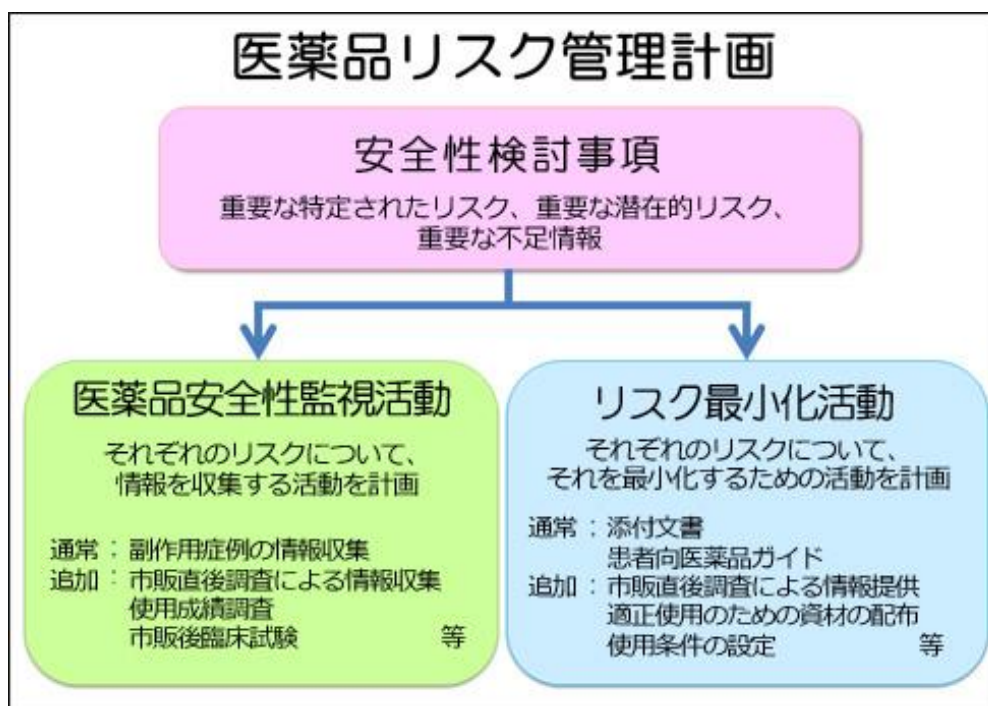 医薬品リスク管理計画
安全性検討事項
重要な特定されたリスク、重要な潜在的リスク、
重要な不足情報
医薬品安全性監視活動
それぞれのリスクについて、
情報を収集する活動を計画
通常：副作用症例の情報収集
追加：市販直後調査による情報収集
使用成績調査
市販後臨床試験 等
リスク最小化活動
それぞれのリスクについて、
それを最小化するための活動を計画
通常：添付文書
患者向医薬品ガイド
追加：市販直後調査による情報提供
適正使用のための資材の配布
使用条件の設定 等